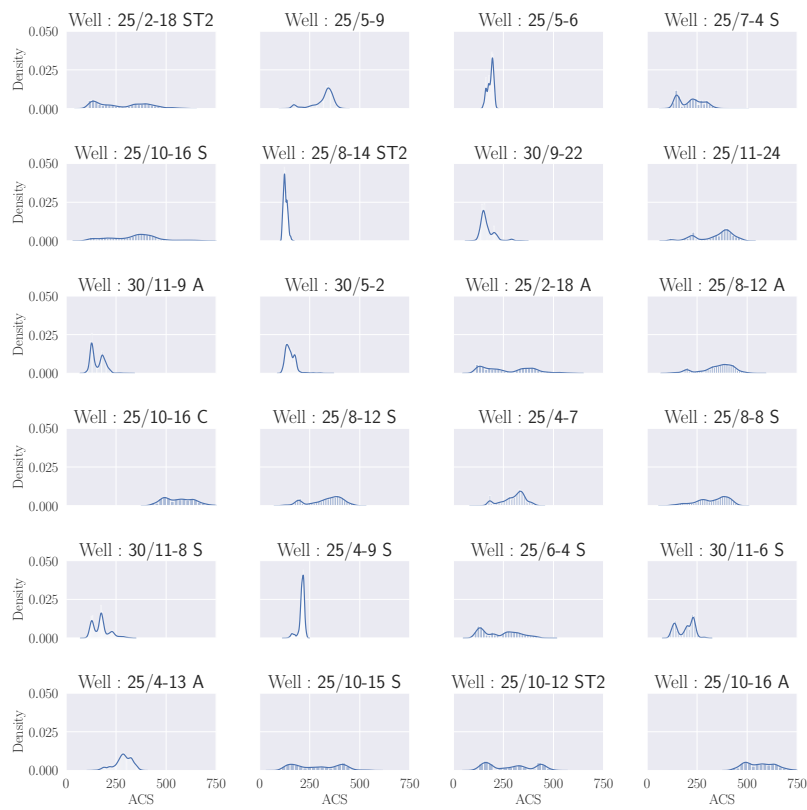 Well : 25/2-18 ST2
Well : 25/5-9
Well : 25/5-6
Well : 25/7-4 S
0.050
0.025
0.000
Density
Well : 25/10-16 S
Well : 25/8-14 ST2
Well : 30/9-22
Well : 25/11-24
0.050
0.025
0.000
Density
Well : 30/11-9 A
Well : 30/5-2
Well : 25/2-18 A
Well : 25/8-12 A
0.050
0.025
0.000
Density
Well : 25/10-16 C
Well : 25/8-12 S
Well : 25/4-7
Well : 25/8-8 S
0.050
0.025
0.000
Density
Well : 30/11-8 S
Well : 25/4-9 S
Well : 25/6-4 S
Well : 30/11-6 S
0.050
0.025
0.000
Density
Well : 25/4-13 A
Well : 25/10-15 S
Well : 25/10-12 ST2
Well : 25/10-16 A
0.050
0.025
0.000
Density
0 250 500 750
0 250 500 750
0 250 500 750
0 250 500 750
ACS
ACS
ACS
ACS